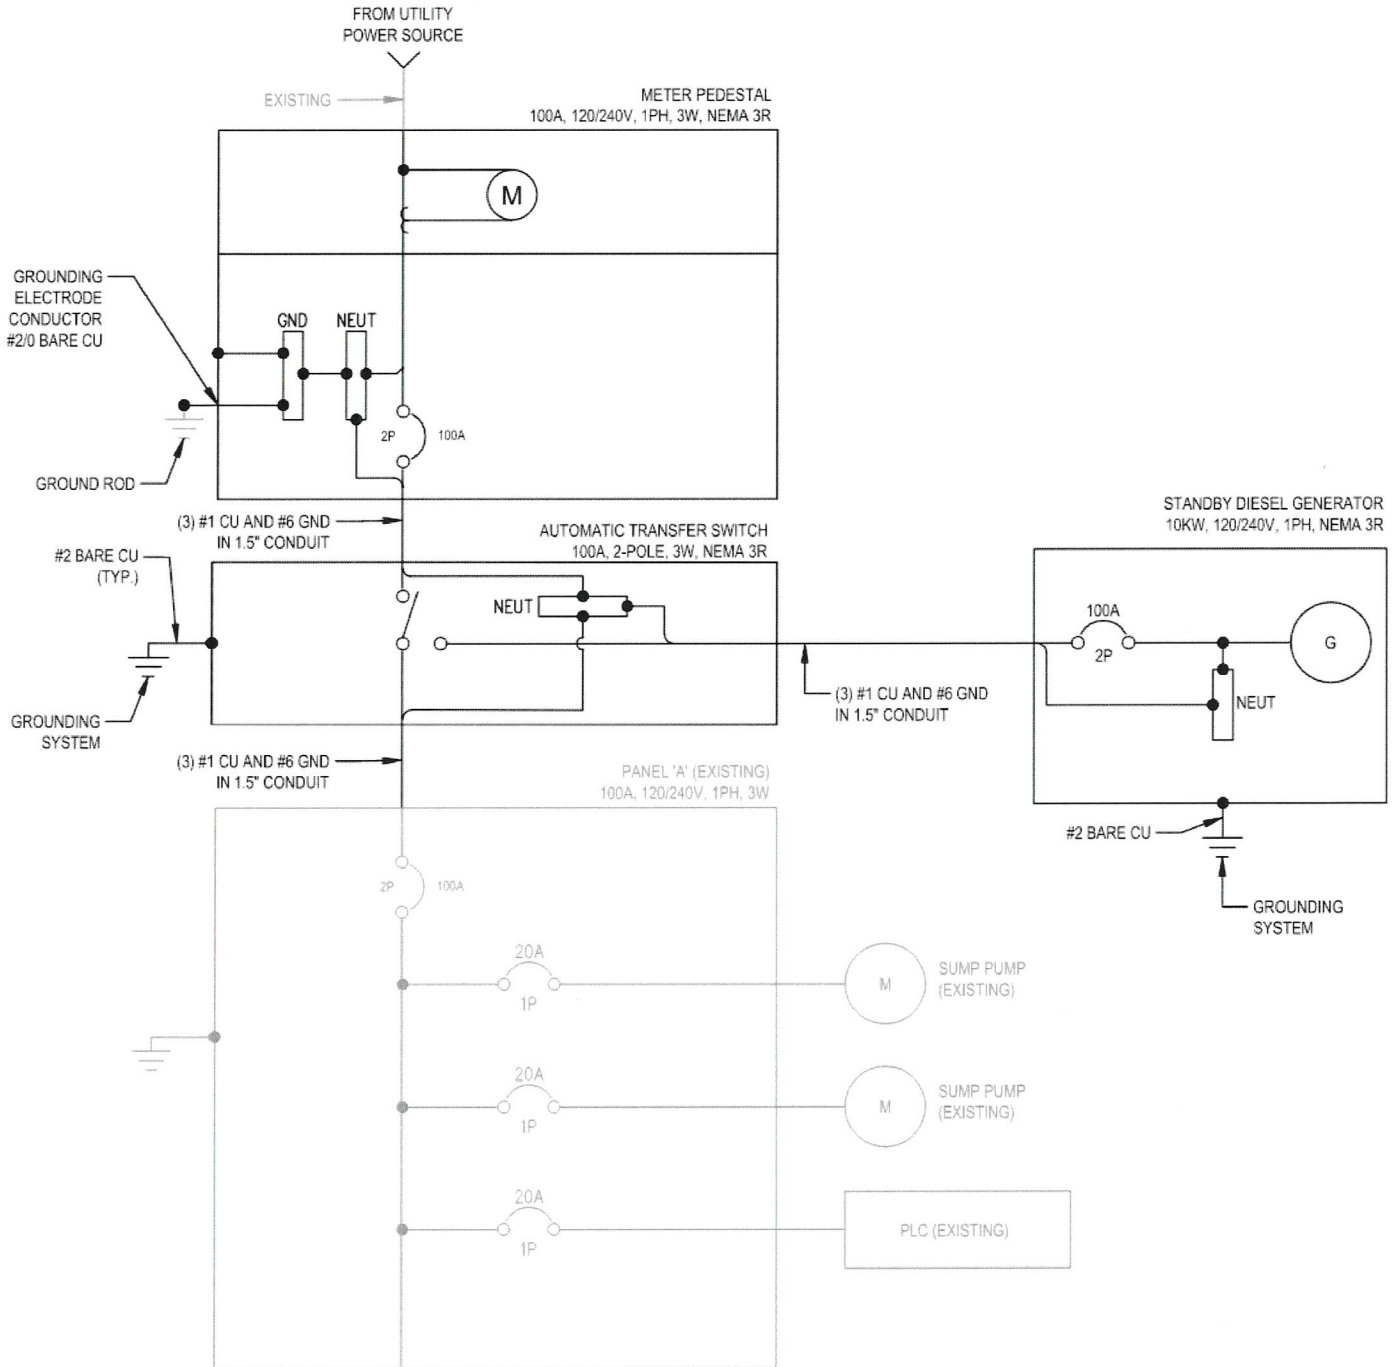 FROM UTILITY
POWER SOURCE
EXISTING
METER PEDESTAL
100A, 120/240V, 1PH, 3W, NEMA 3R
M
GROUNDING
ELECTRODE
CONDUCTOR
#2/0 BARE CU
GND
NEUT
2P
100A
GROUND ROD
(3) #1 CU AND #6 GND
IN 1.5" CONDUIT
#2 BARE CU
(TYP.)
AUTOMATIC TRANSFER SWITCH
100A, 2-POLE, 3W, NEMA 3R
NEUT
GROUNDING
SYSTEM
(3) #1 CU AND #6 GND
IN 1.5" CONDUIT
STANDBY DIESEL GENERATOR
10KW, 120/240V, 1PH, NEMA 3R
100A
2P
G
NEUT
#2 BARE CU
GROUNDING
SYSTEM
(3) #1 CU AND #6 GND
IN 1.5" CONDUIT
PANEL 'A' (EXISTING)
100A, 120/240V, 1PH, 3W
2P
100A
20A
1P
M
SUMP PUMP
(EXISTING)
20A
1P
M
SUMP PUMP
(EXISTING)
20A
1P
PLC (EXISTING)